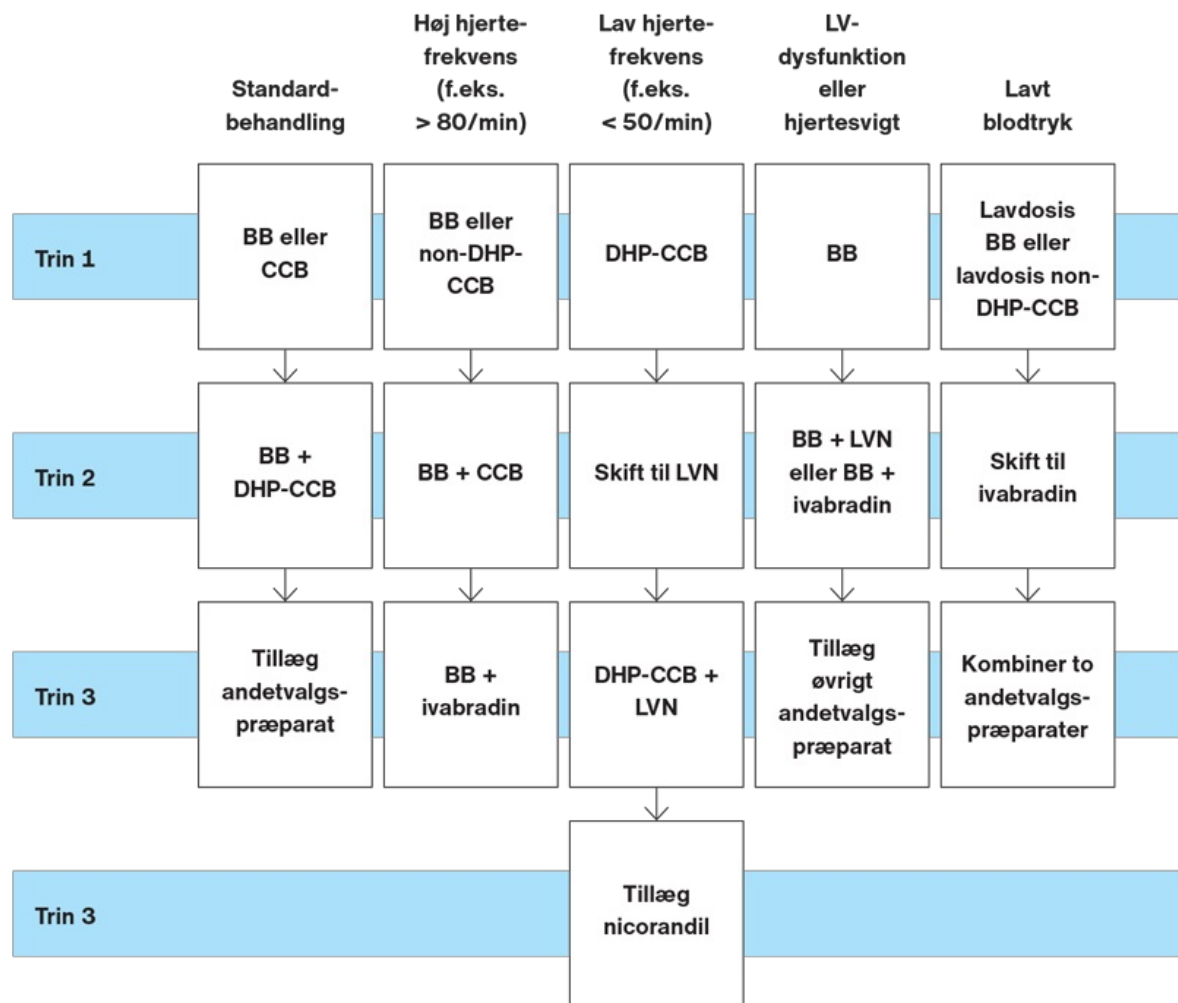 Standard-
behandling
Høj hjerte-
frekvens
(f.eks.
> 80/min)
Lav hjerte-
frekvens
(f.eks.
< 50/min)
LV-
dysfunktion
eller
hjertesvigt
Lavt
blodtryk
Trin 1
BB eller
CCB
BB eller
non-DHP-
CCB
DHP-CCB
BB
Lavdosis
BB eller
lavdosis non-
DHP-CCB
Trin 2
BB +
DHP-CCB
BB + CCB
Skift til LVN
BB + LVN
eller BB +
ivabradin
Skift til
ivabradin
Trin 3
Tillæg
andetvalgs-
præparat
BB +
ivabradin
DHP-CCB +
LVN
Tillæg
øvrigt
andetvalgs-
præparat
Kombiner to
andetvalgs-
præparater
Trin 3
Tillæg
nicorandil